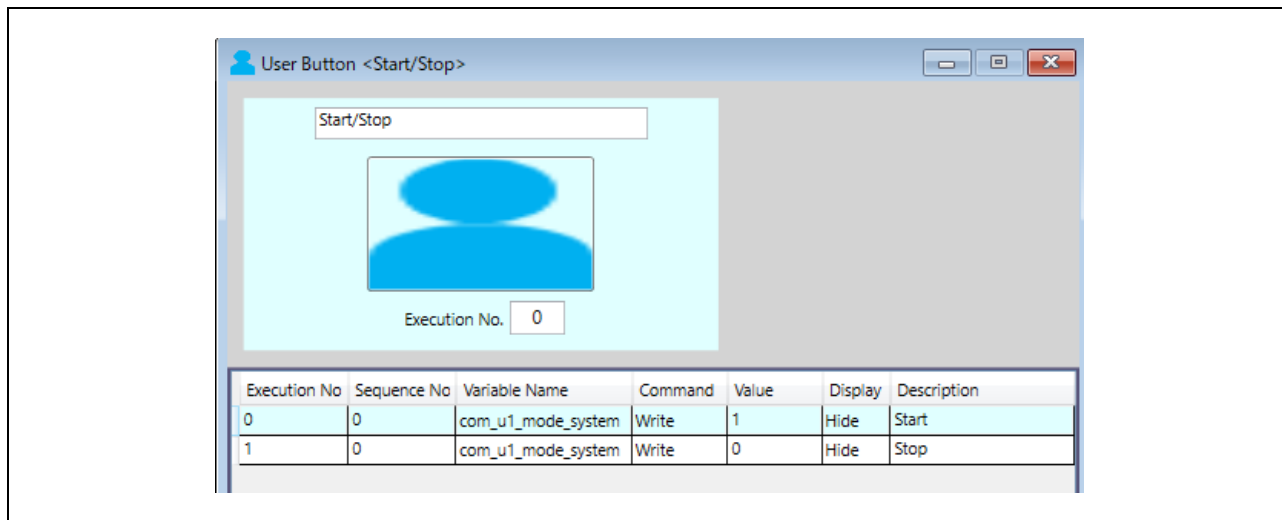 User Button <Start/Stop>
Start/Stop
Execution No. 0
Execution No Sequence No Variable Name Command Value Display Description
0 0 com_u1_mode_system Write 1 Hide Start
1 0 com_u1_mode_system Write 0 Hide Stop